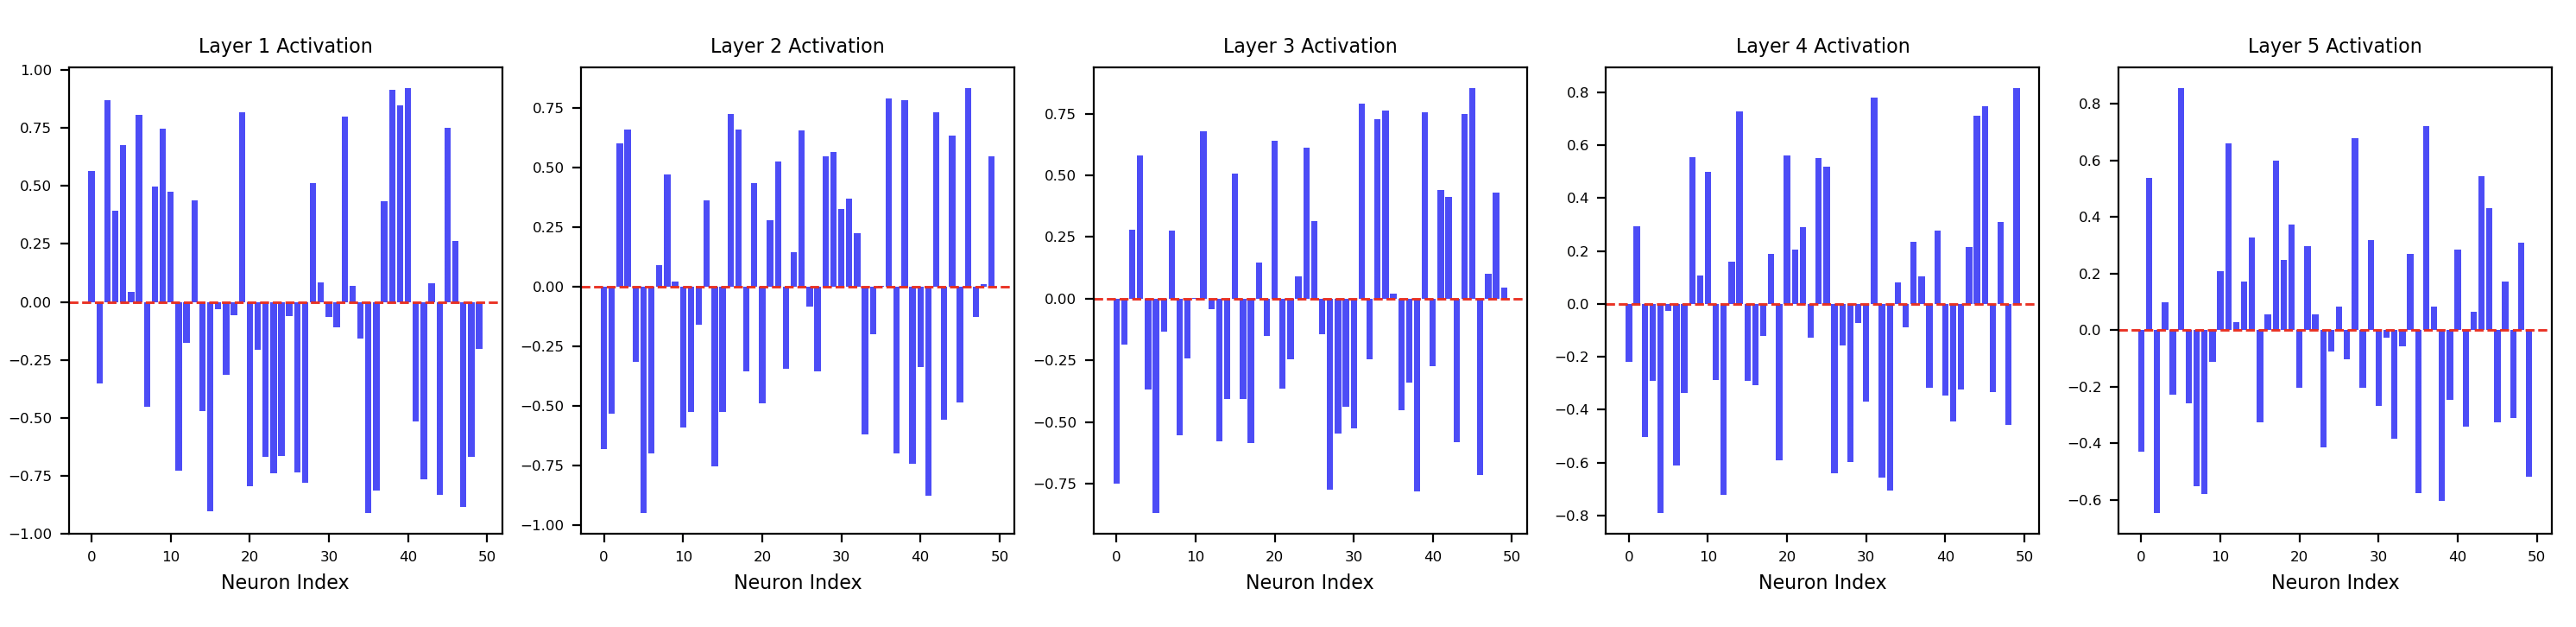 Layer 1 Activation
Layer 2 Activation
Layer 3 Activation
Layer 4 Activation
Layer 5 Activation
1.00
0.75
0.50
0.25
0.00
−0.25
−0.50
−0.75
−1.00
0 10 20 30 40 50
Neuron Index
0.75
0.50
0.25
0.00
−0.25
−0.50
−0.75
−1.00
0 10 20 30 40 50
Neuron Index
0.75
0.50
0.25
0.00
−0.25
−0.50
−0.75
0 10 20 30 40 50
Neuron Index
0.8
0.6
0.4
0.2
0.0
−0.2
−0.4
−0.6
−0.8
0 10 20 30 40 50
Neuron Index
0.8
0.6
0.4
0.2
0.0
−0.2
−0.4
−0.6
0 10 20 30 40 50
Neuron Index